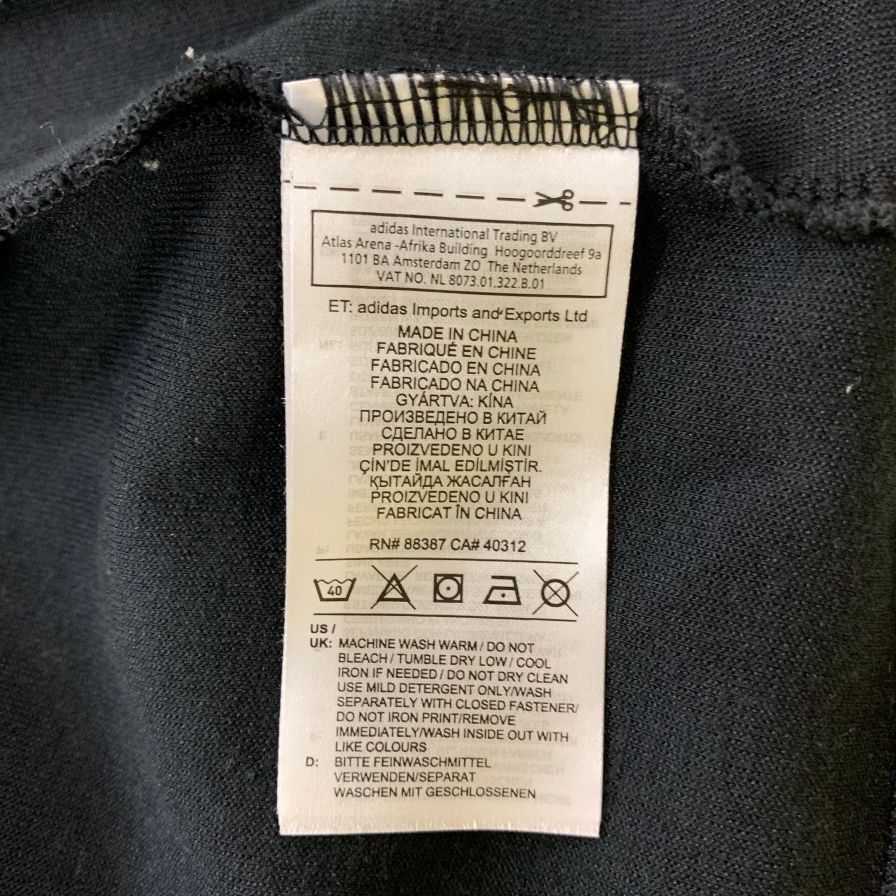 adidas International Trading BV
Atlas Arena -Afrika Building Hoogoorddreef 9a
1101 BA Amsterdam ZO The Netherlands
VAT NO. NL 8073.01.322.B.01
ET: adidas Imports and Exports Ltd
MADE IN CHINA
FABRIQUÉ EN CHINE
FABRICADO EN CHINA
FABRICADO NA CHINA
GYÁRTVA: KÍNA
ПРОИЗВЕДЕНО В КИТАЙ
СДЕЛАНО В КИТАЕ
PROIZVEDENO U KINI
ÇİN'DE İMAL EDİLMİŞTİR.
ҚЫТАЙДА ЖАСАЛҒАН
PROIZVEDENO U KINI
FABRICAT ÎN CHINA
RN# 88387 CA# 40312
40
US /
UK: MACHINE WASH WARM / DO NOT
BLEACH / TUMBLE DRY LOW / COOL
IRON IF NEEDED / DO NOT DRY CLEAN
USE MILD DETERGENT ONLY/WASH
SEPARATELY WITH CLOSED FASTENER/
DO NOT IRON PRINT/REMOVE
IMMEDIATELY/WASH INSIDE OUT WITH
LIKE COLOURS
D: BITTE FEINWASCHMITTEL
VERWENDEN/SEPARAT
WASCHEN MIT GESCHLOSSENEN